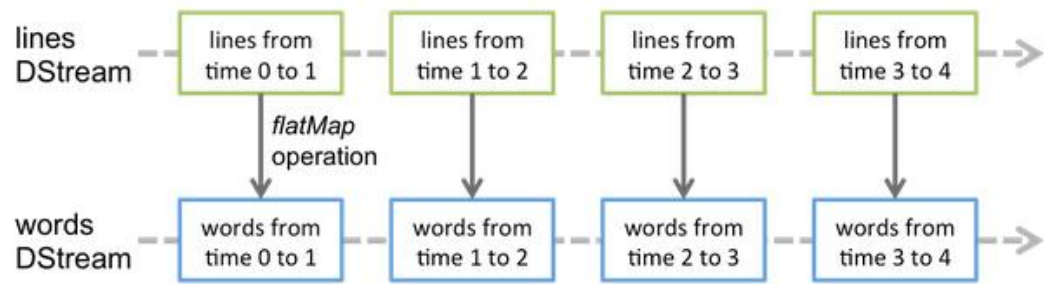 lines
DStream
lines from
time 0 to 1
lines from
time 1 to 2
lines from
time 2 to 3
lines from
time 3 to 4
flatMap
operation
words
DStream
words from
time 0 to 1
words from
time 1 to 2
words from
time 2 to 3
words from
time 3 to 4